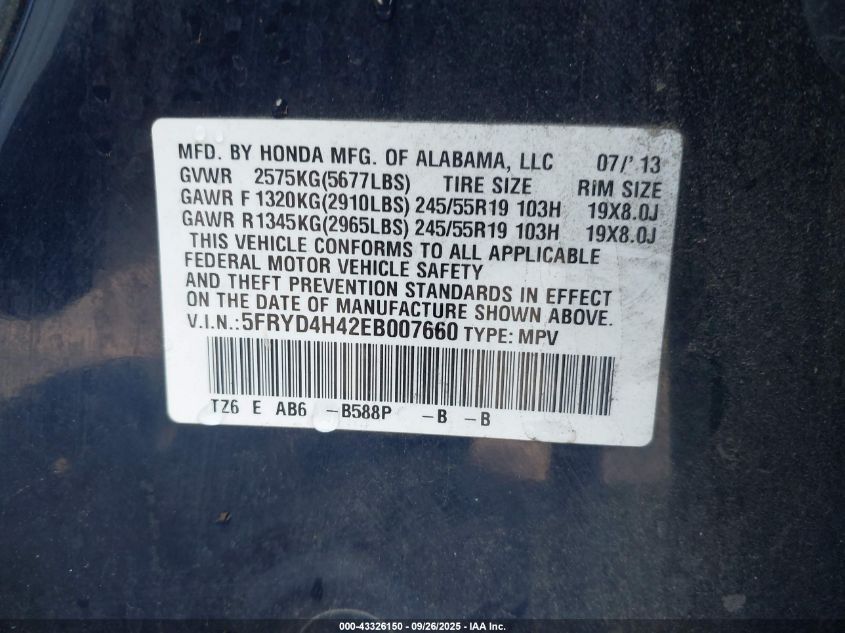 MFD. BY HONDA MFG. OF ALABAMA, LLC 07/' 13
GVWR 2575KG(5677LBS) TIRE SIZE RIM SIZE
GAWR F 1320KG(2910LBS) 245/55R19 103H 19X8.0J
GAWR R1345KG(2965LBS) 245/55R19 103H 19X8.0J
THIS VEHICLE CONFORMS TO ALL APPLICABLE
FEDERAL MOTOR VEHICLE SAFETY
AND THEFT PREVENTION STANDARDS IN EFFECT
ON THE DATE OF MANUFACTURE SHOWN ABOVE.
V.I.N.:5FRYD4H42EB007660 TYPE: MPV
TZ6 E AB6 -B588P -B -B
000-43326150 - 09/26/2025 - IAA Inc.